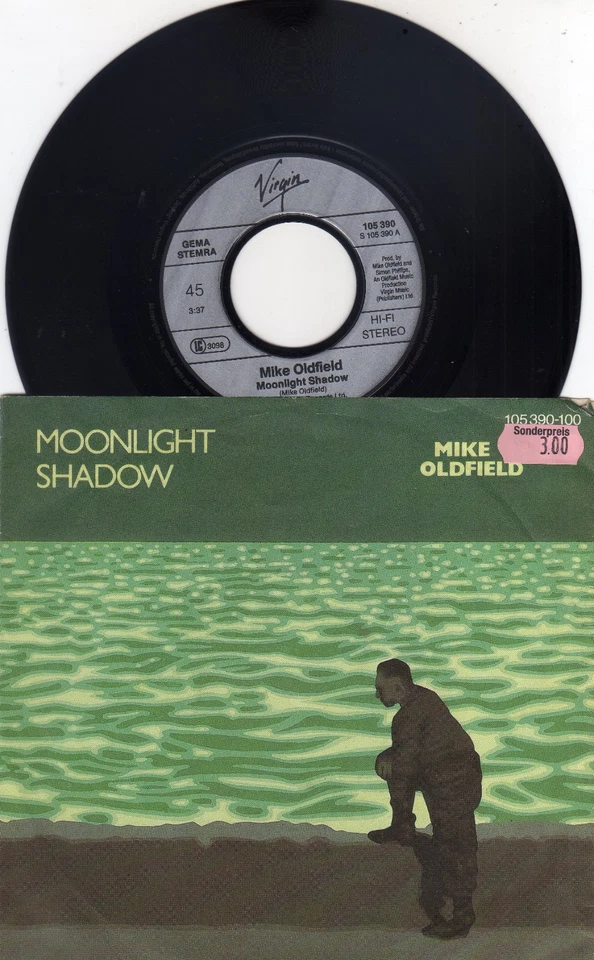 Virgin
GEMA
STEMRA
45
3:37
LC 3098
105 390
S 105 390 A
Prod. by
Mike Oldfield and
Simon Phillips,
An Oldfield Music
Production
Virgin Music
(Publishers) Ltd.
HI-FI
STEREO
Mike Oldfield
Moonlight Shadow
(Mike Oldfield)
MOONLIGHT
SHADOW
105 390-100
Sonderpreis
3.00
MIKE
OLDFIELD